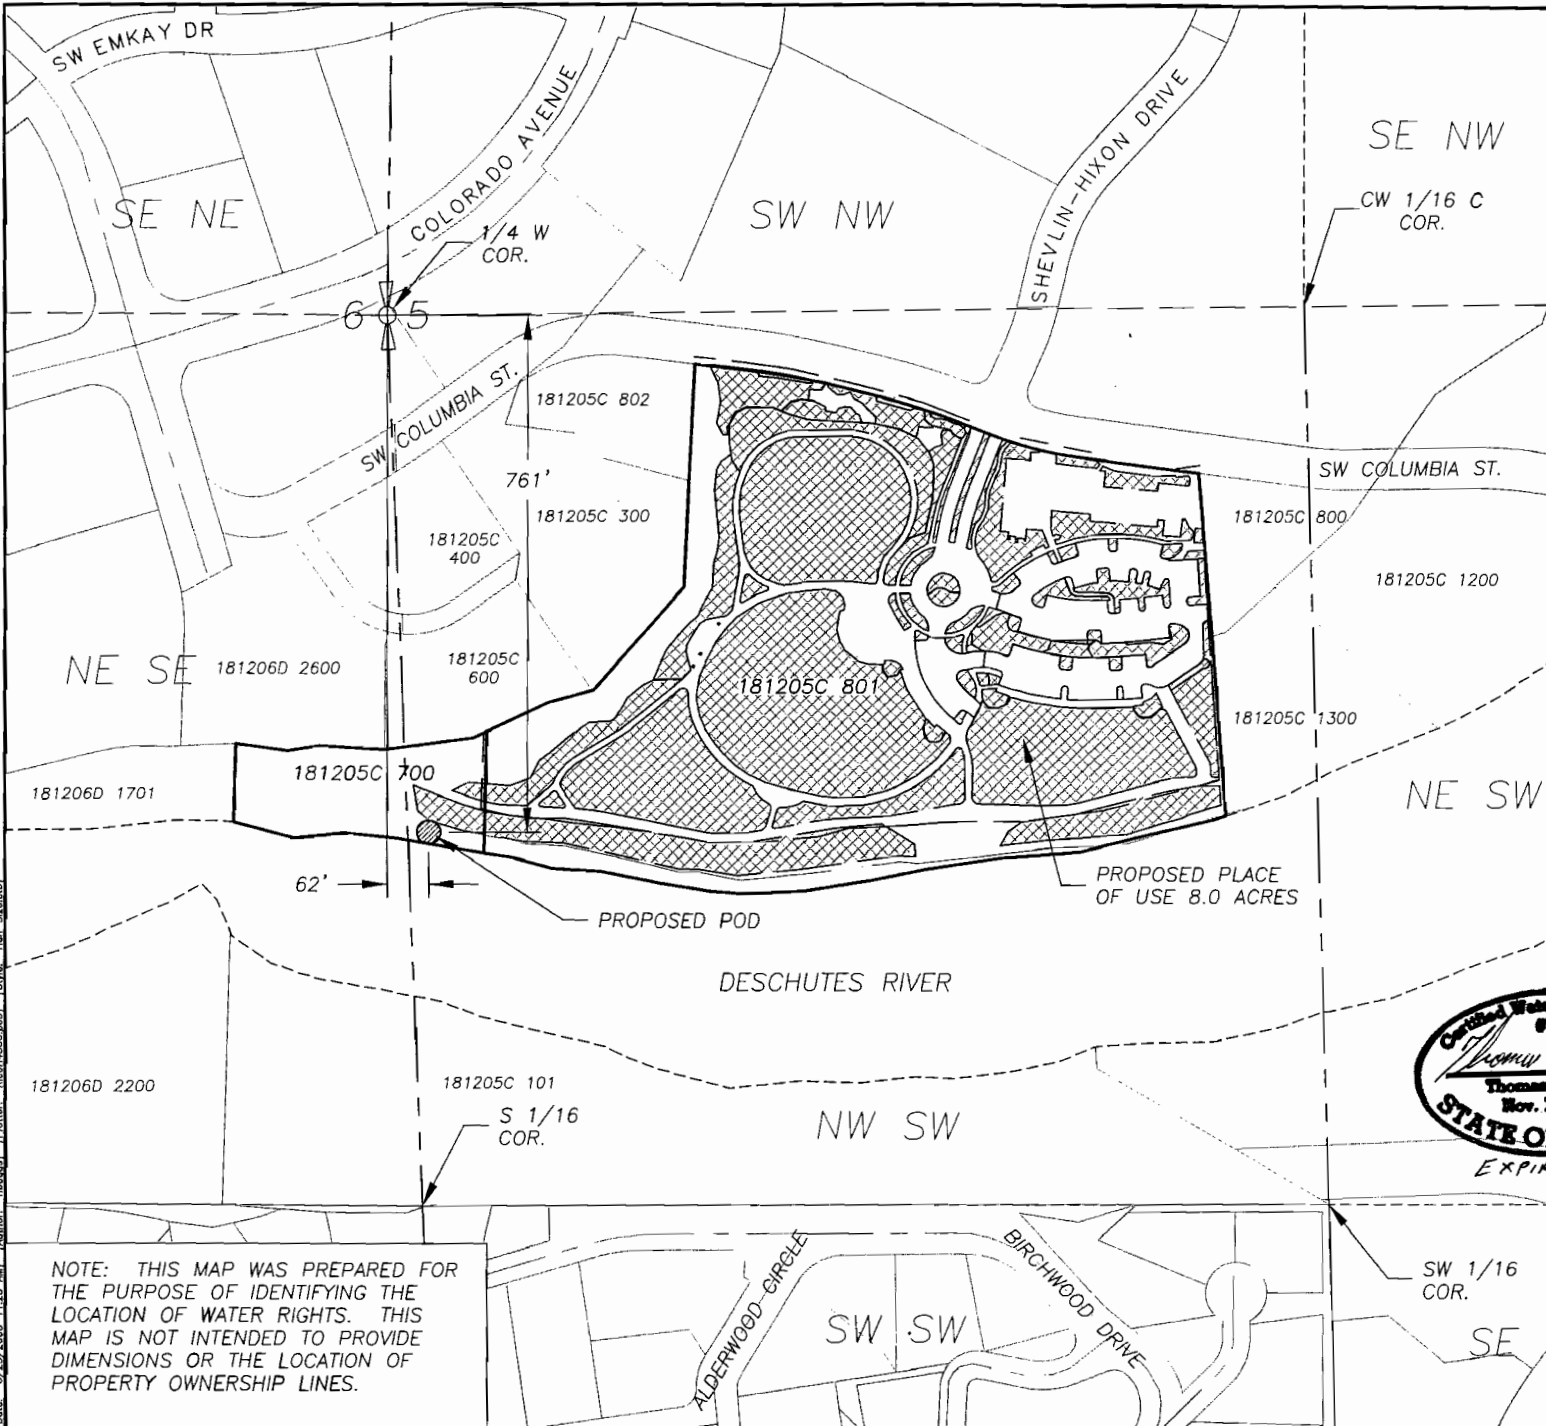 SW EMKAY DR
COLORADO AVENUE
SHEVLIN-HIXON DRIVE
SE NW
SE NE
SW NW
CW 1/16 C
COR.
1/4 W
COR.
6 5
SW COLUMBIA ST.
181205C 802
761'
SW COLUMBIA ST.
181205C 300
181205C 800
181205C
400
181205C 1200
NE SE
181206D 2600
181205C
600
181205C 801
181205C 1300
181205C 700
181206D 1701
NE SW
62'
PROPOSED PLACE
OF USE 8.0 ACRES
PROPOSED POD
DESCHUTES RIVER
Certified Wate
Thomas
Nov.
STATE O
EXPI
181206D 2200
181205C 101
S 1/16
COR.
NW SW
ALDERWOOD CIRCLE
BIRCHWOOD DRIVE
SW 1/16
COR.
SW SW
SE
NOTE: THIS MAP WAS PREPARED FOR
THE PURPOSE OF IDENTIFYING THE
LOCATION OF WATER RIGHTS. THIS
MAP IS NOT INTENDED TO PROVIDE
DIMENSIONS OR THE LOCATION OF
PROPERTY OWNERSHIP LINES.